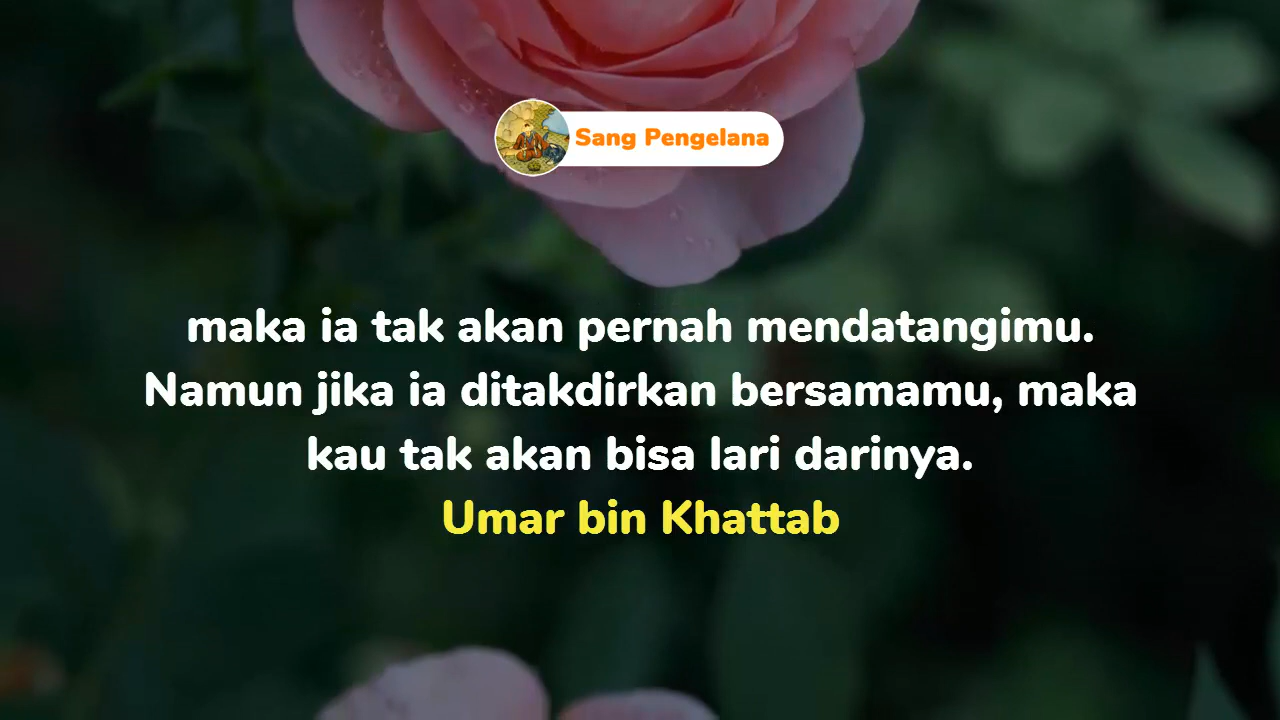 Sang Pengelana
maka ia tak akan pernah mendatangimu.
Namun jika ia ditakdirkan bersamamu, maka
kau tak akan bisa lari darinya.
Umar bin Khattab